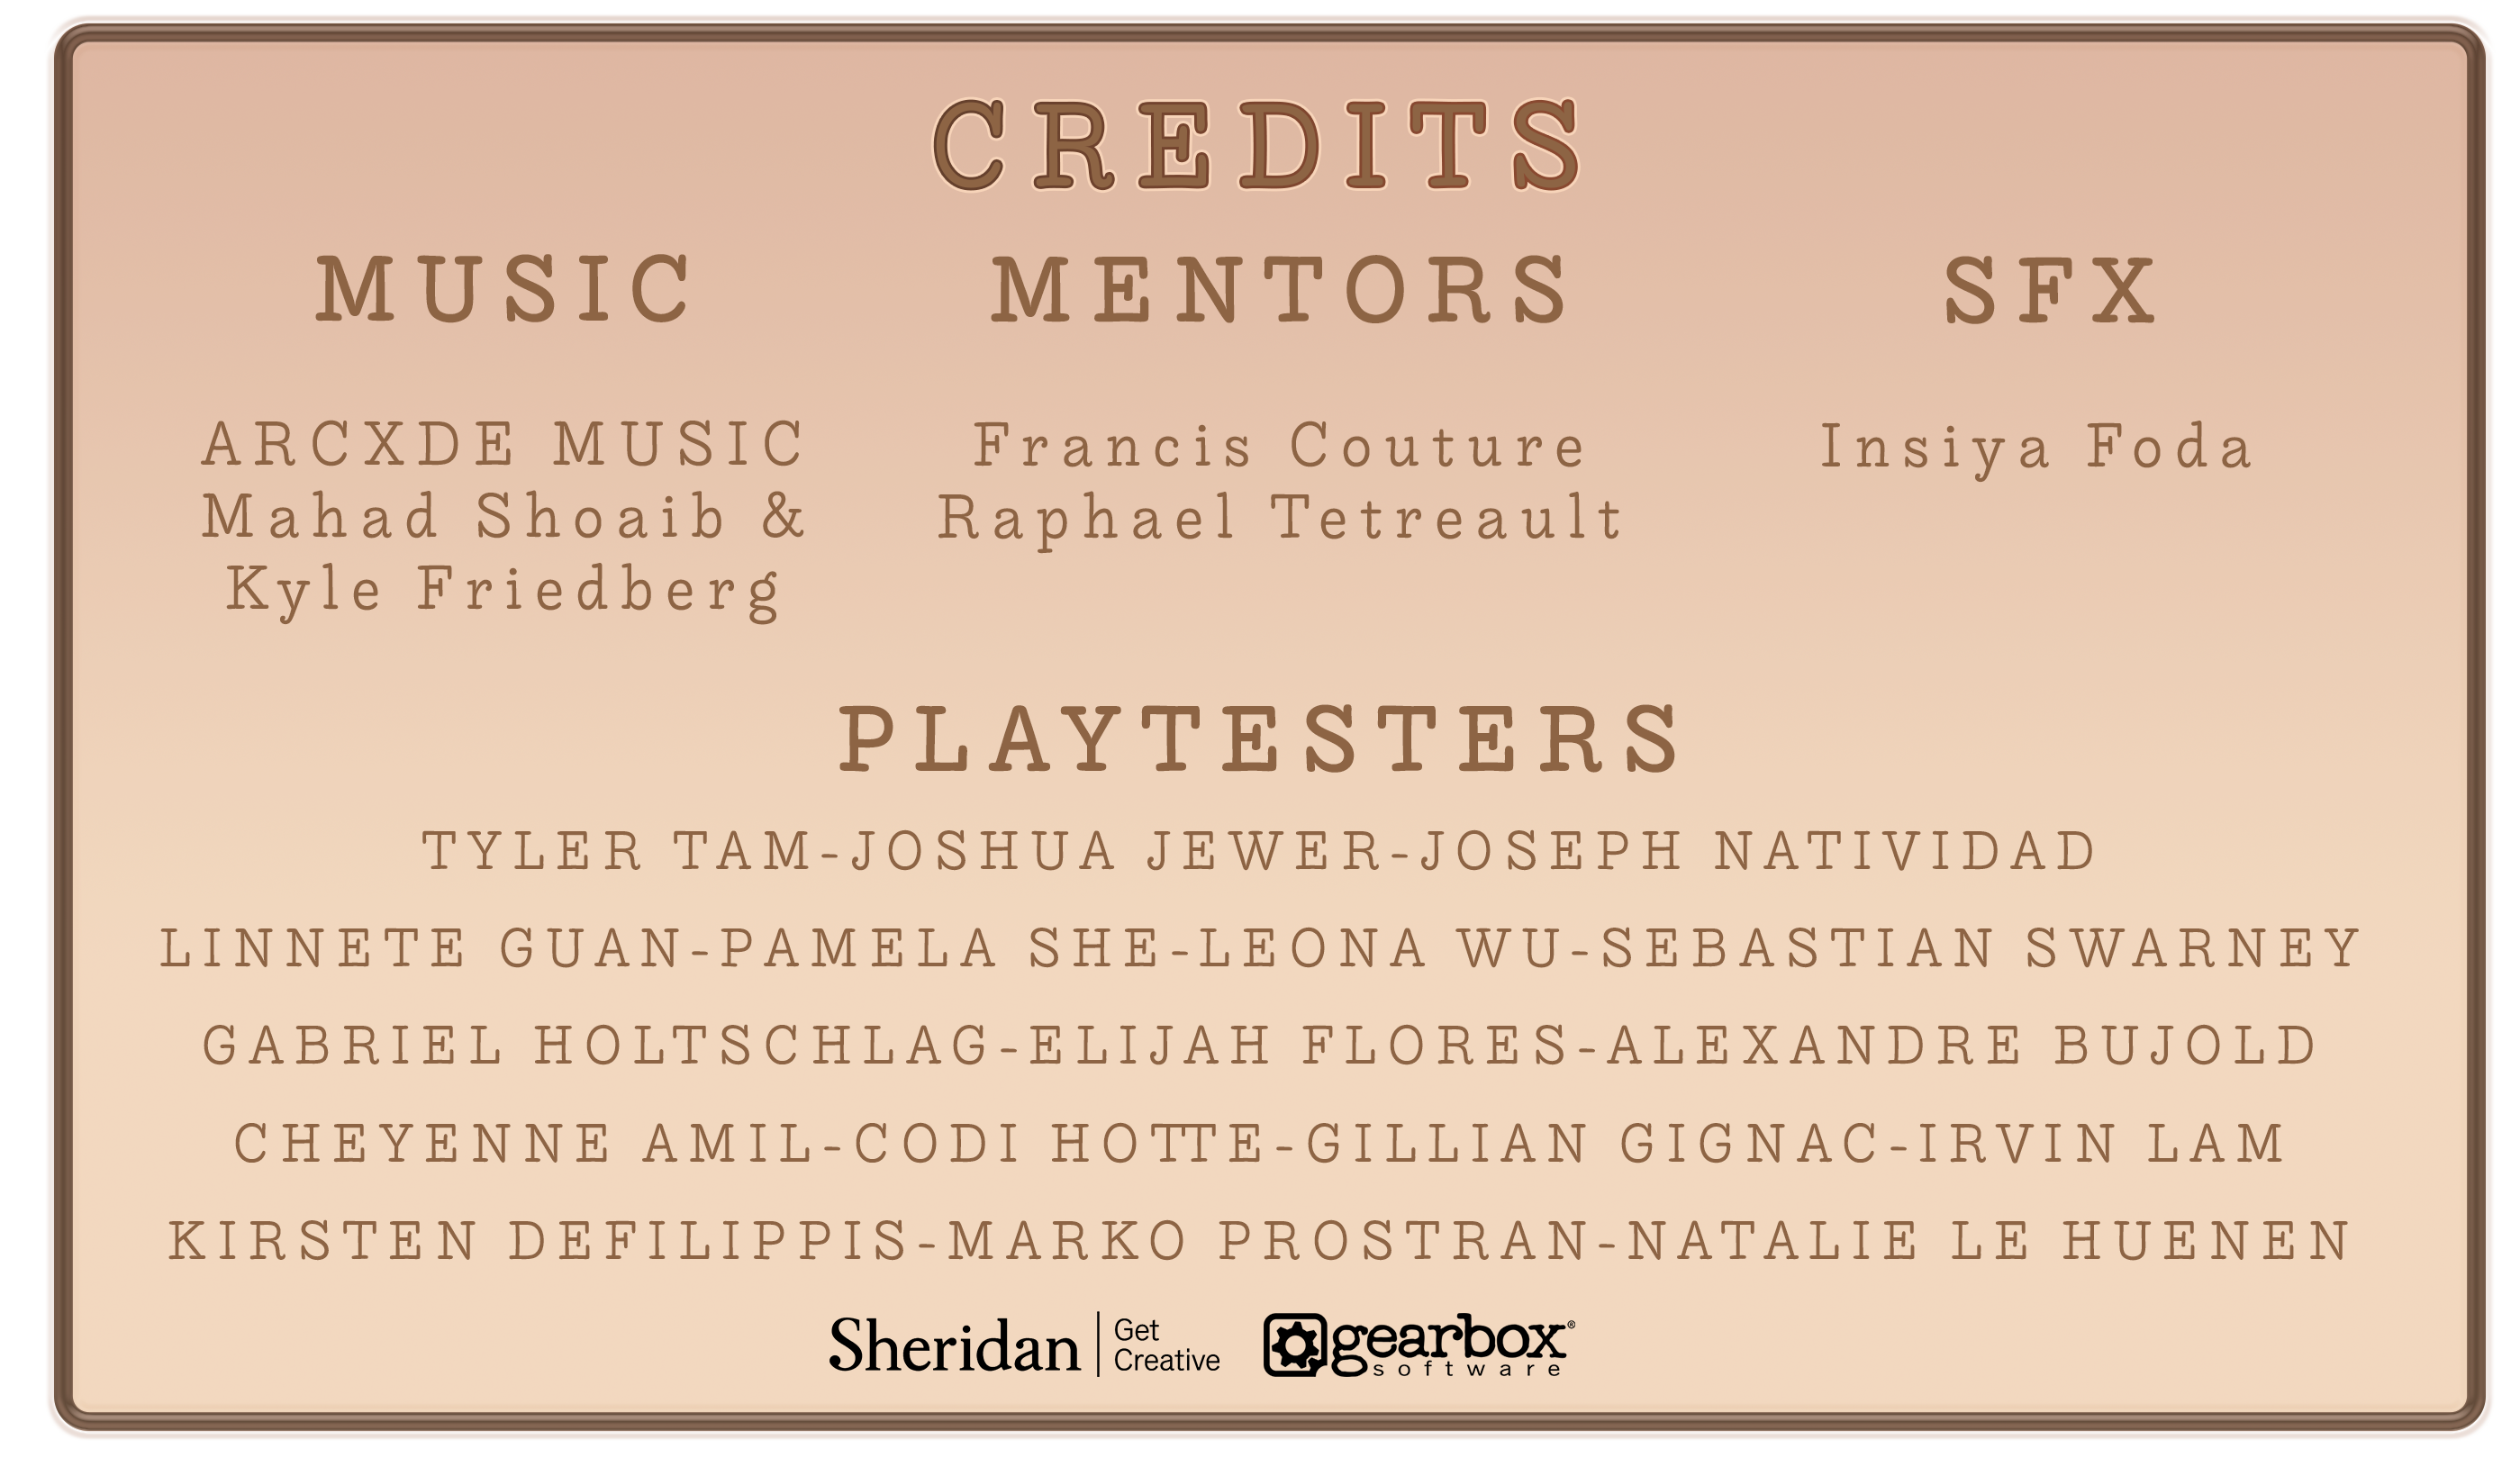 CREDITS
MUSIC
ARCXDE MUSIC
Mahad Shoaib &
Kyle Friedberg
MENTORS
Francis Couture
Raphael Tetreault
SFX
Insiya Foda
PLAYTESTERS
TYLER TAM-JOSHUA JEWER-JOSEPH NATIVIDAD
LINNETE GUAN-PAMELA SHE-LEONA WU-SEBASTIAN SWARNEY
GABRIEL HOLTSCHLAG-ELIJAH FLORES-ALEXANDRE BUJOLD
CHEYENNE AMIL-CODI HOTTE-GILLIAN GIGNAC-IRVIN LAM
KIRSTEN DEFILIPPIS-MARKO PROSTRAN-NATALIE LE HUENEN
Sheridan
Get
Creative
gearbox®
software